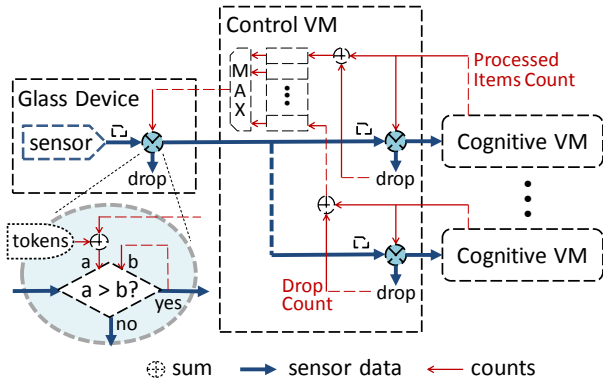 Control VM
Glass Device
sensor
drop
M
A
X
Processed
Items Count
Cognitive VM
drop
tokens
a
b
a > b?
yes
no
Drop
Count
drop
Cognitive VM
sum
sensor data
counts